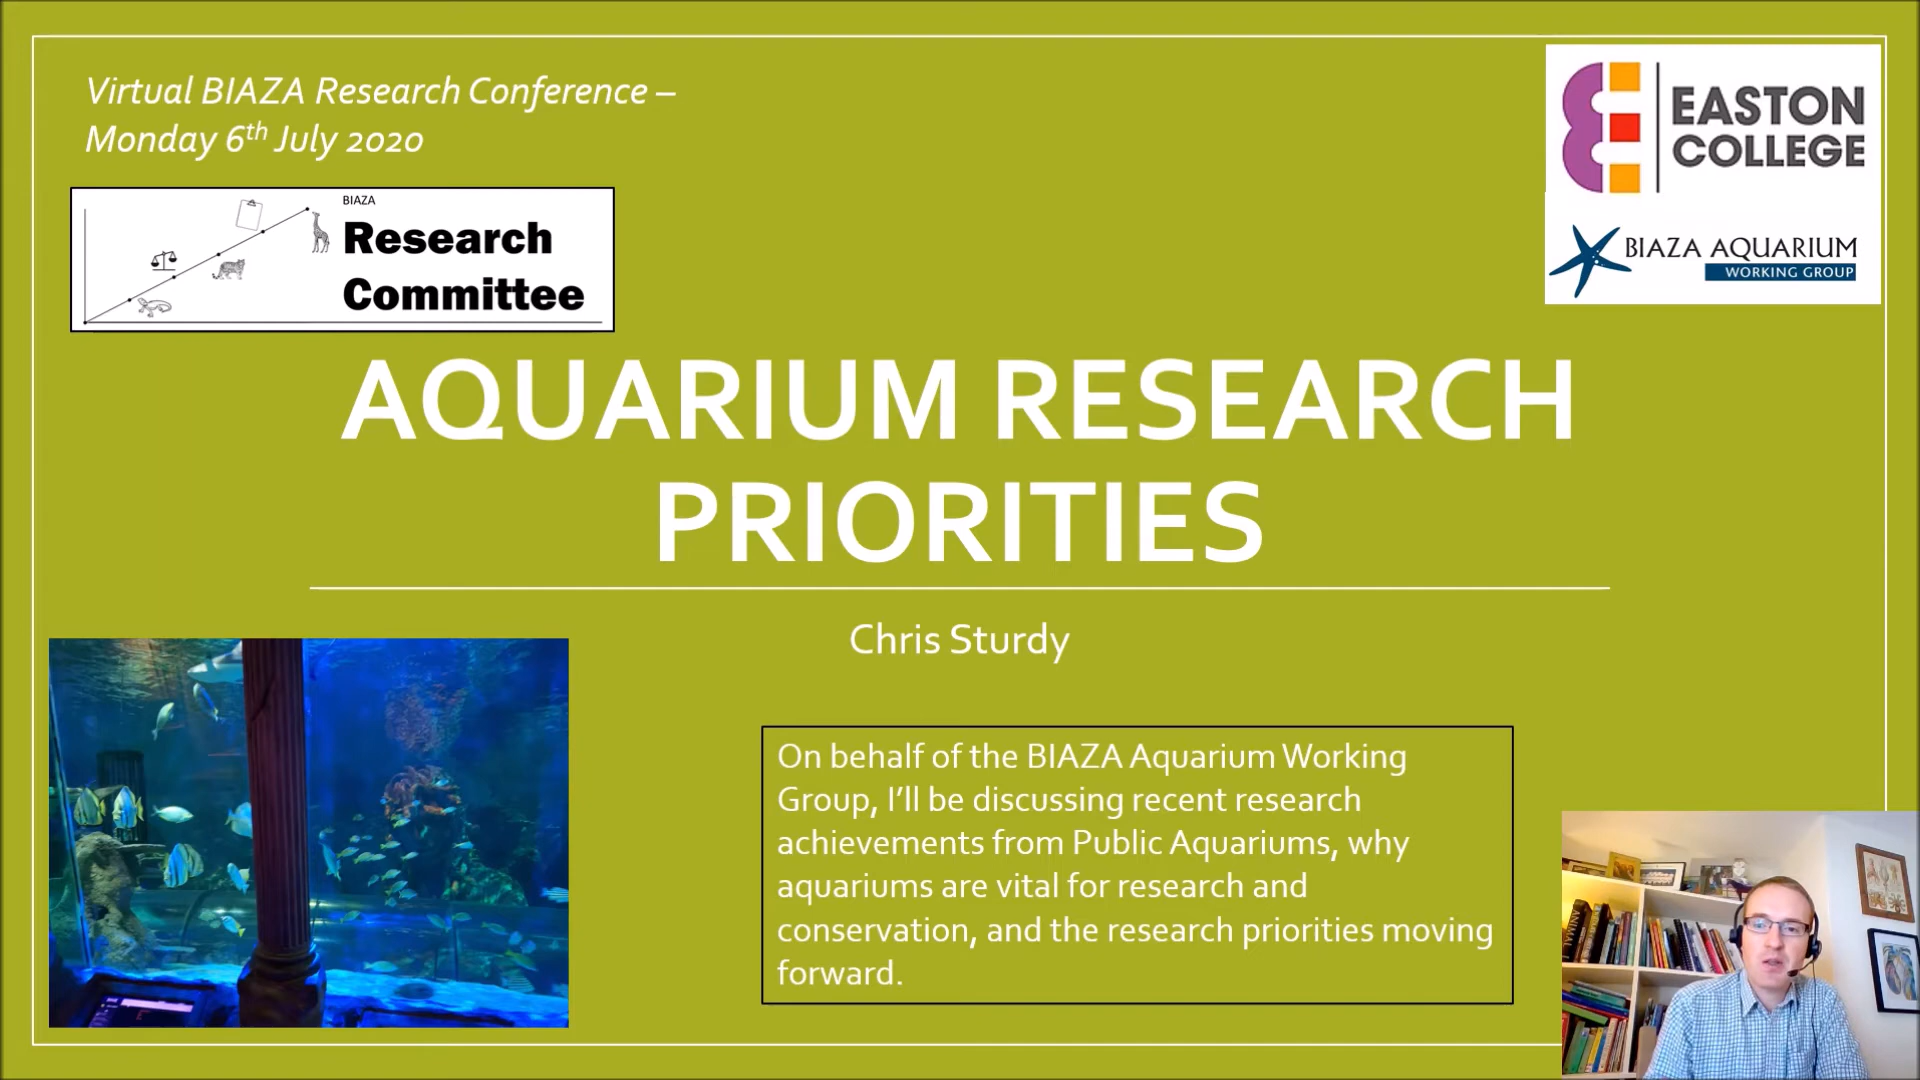 Virtual BIAZA Research Conference –
Monday 6th July 2020
BIAZA
Research
Committee
EASTON
COLLEGE
BIAZA AQUARIUM
WORKING GROUP
AQUARIUM RESEARCH
PRIORITIES
Chris Sturdy
On behalf of the BIAZA Aquarium Working
Group, I’ll be discussing recent research
achievements from Public Aquariums, why
aquariums are vital for research and
conservation, and the research priorities moving
forward.